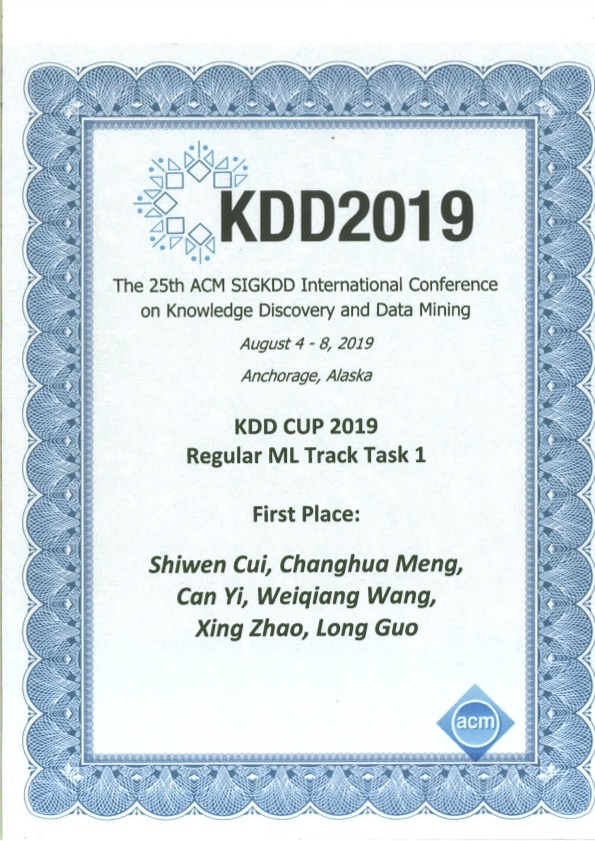 KDD2019
The 25th ACM SIGKDD International Conference
on Knowledge Discovery and Data Mining
August 4 - 8, 2019
Anchorage, Alaska
KDD CUP 2019
Regular ML Track Task 1
First Place:
Shiwen Cui, Changhua Meng,
Can Yi, Weiqiang Wang,
Xing Zhao, Long Guo
acm